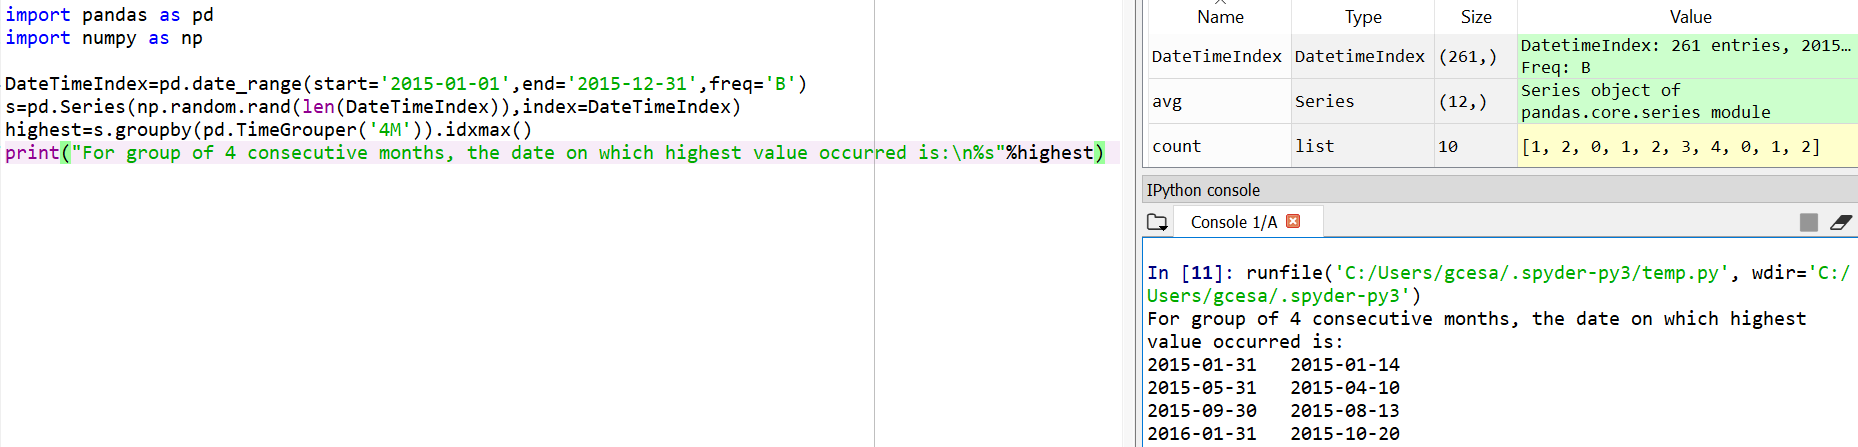 import pandas as pd
import numpy as np
DateTimeIndex=pd.date_range(start='2015-01-01',end='2015-12-31',freq='B')
s=pd.Series(np.random.rand(len(DateTimeIndex)),index=DateTimeIndex)
highest=s.groupby(pd.TimeGrouper('4M')).idxmax()
print("For group of 4 consecutive months, the date on which highest value occurred is:\n%s"%highest)
Name Type Size Value
DateTimeIndex DatetimeIndex (261,) DatetimeIndex: 261 entries, 2015…
Freq: B
avg Series (12,) Series object of
pandas.core.series module
count list 10 [1, 2, 0, 1, 2, 3, 4, 0, 1, 2]
IPython console
Console 1/A
In [11]: runfile('C:/Users/gcesa/.spyder-py3/temp.py', wdir='C:/
Users/gcesa/.spyder-py3')
For group of 4 consecutive months, the date on which highest
value occurred is:
2015-01-31 2015-01-14
2015-05-31 2015-04-10
2015-09-30 2015-08-13
2016-01-31 2015-10-20